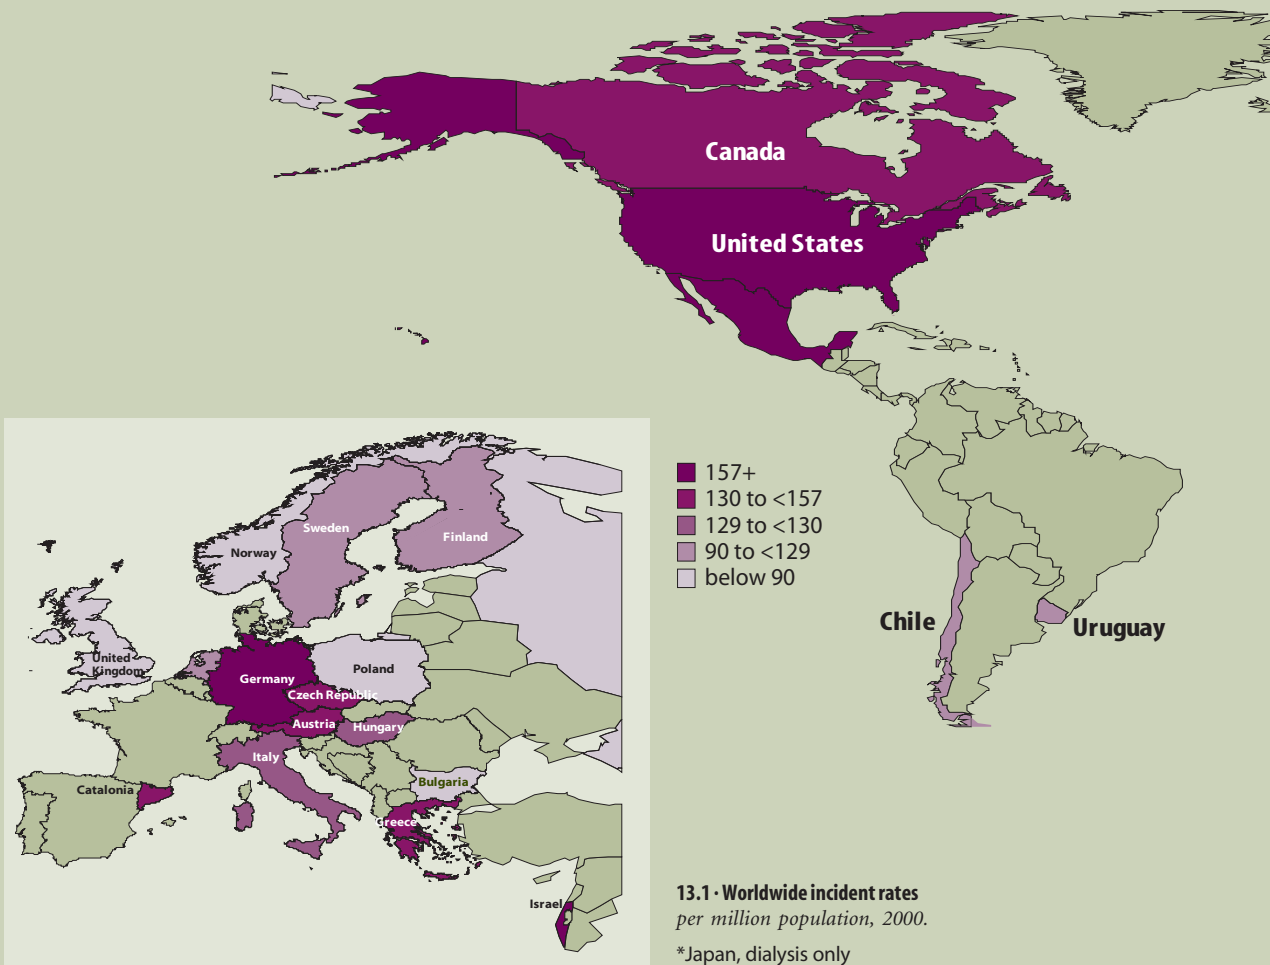 Canada
United States
157+
130 to <157
129 to <130
90 to <129
below 90
Chile
Uruguay
Sweden
Finland
Norway
United
Kingdom
Poland
Germany
Czech Republic
Austria
Hungary
Italy
Bulgaria
Catalonia
Greece
Israel
13.1 · Worldwide incident rates
per million population, 2000.
*Japan, dialysis only